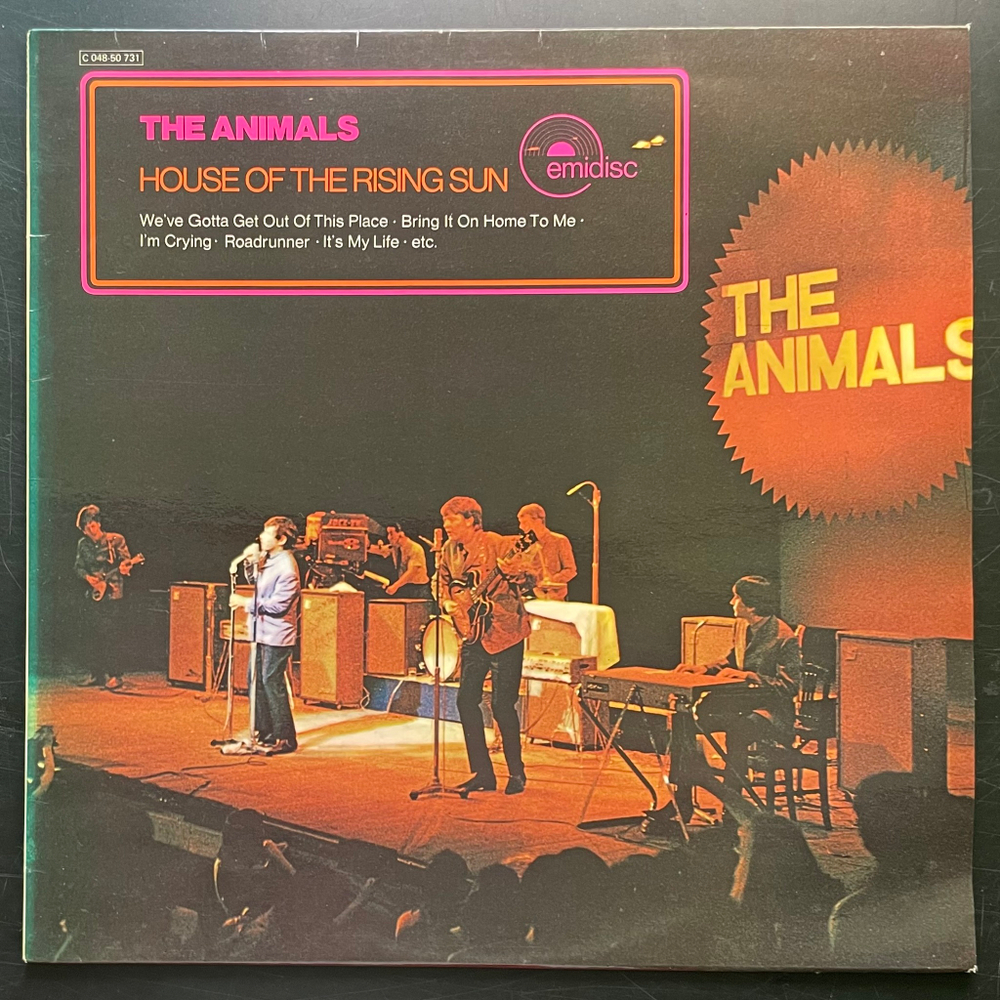 C 048-50 731
THE ANIMALS
HOUSE OF THE RISING SUN
emidisc
We've Gotta Get Out Of This Place · Bring It On Home To Me ·
I'm Crying · Roadrunner · It's My Life · etc.
THE
ANIMALS